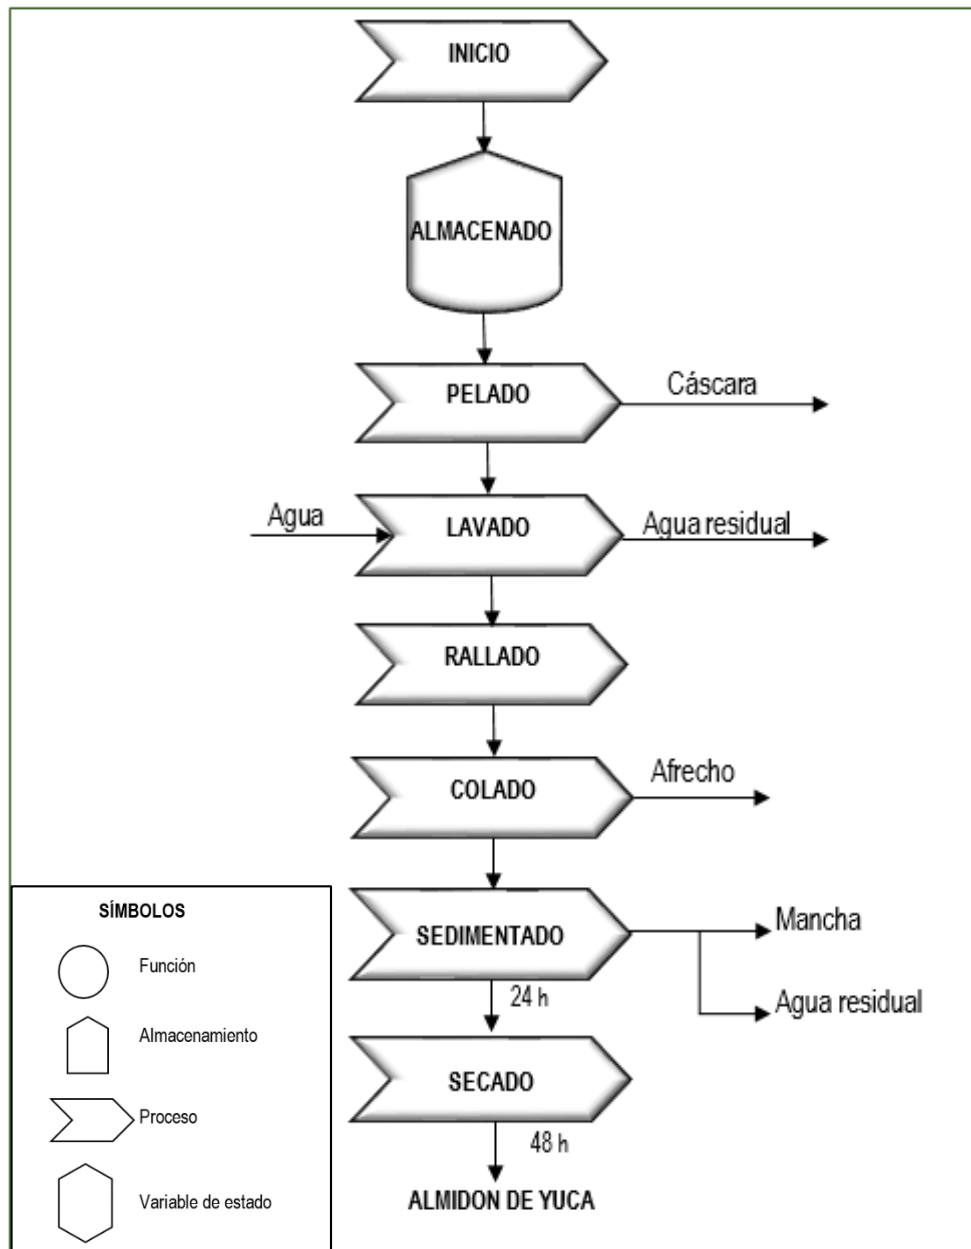 INICIO
ALMACENADO
PELADO
Cáscara
Agua
LAVADO
Agua residual
RALLADO
COLADO
Afrecho
SEDIMENTADO
Mancha
Agua residual
24 h
SECADO
48 h
ALMIDON DE YUCA
SÍMBOLOS
Función
Almacenamiento
Proceso
Variable de estado